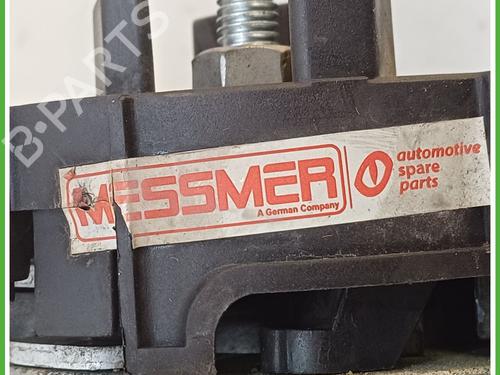 B-PARTS
MESSMER
A German Company
automotive
spare
parts